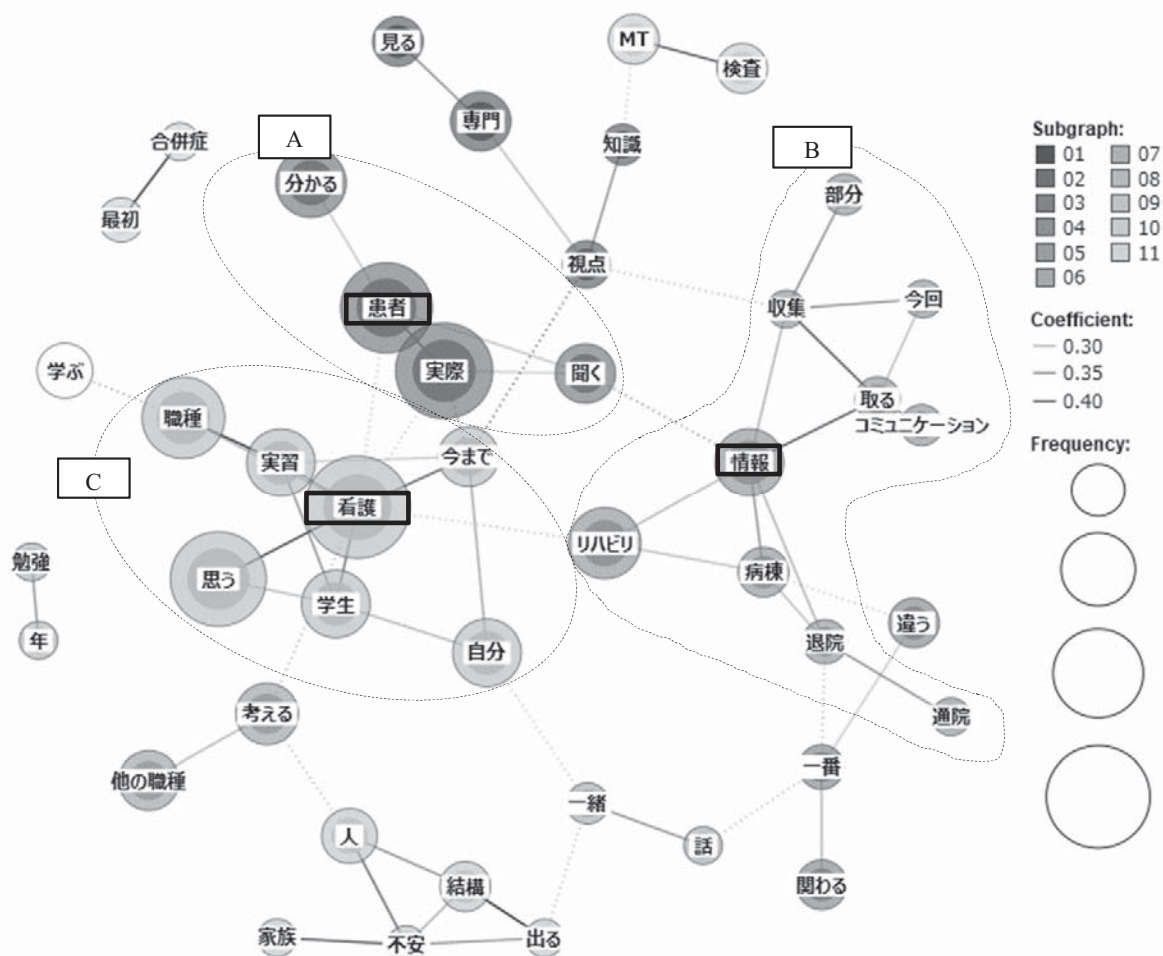 見る
MT
検査
専門
知識
合併症
A
B
Subgraph:
01 07
02 08
03 09
04 10
05 11
06
分かる
部分
最初
視点
患者
収集
今回
Coefficient:
0.30
0.35
0.40
学ぶ
実際
聞く
職種
取る
コミュニケーション
Frequency:
C
実習
今まで
情報
看護
リハビリ
勉強
思う
病棟
学生
違う
年
自分
退院
考える
通院
他の職種
一番
一緒
人
話
結構
関わる
家族
不安
出る